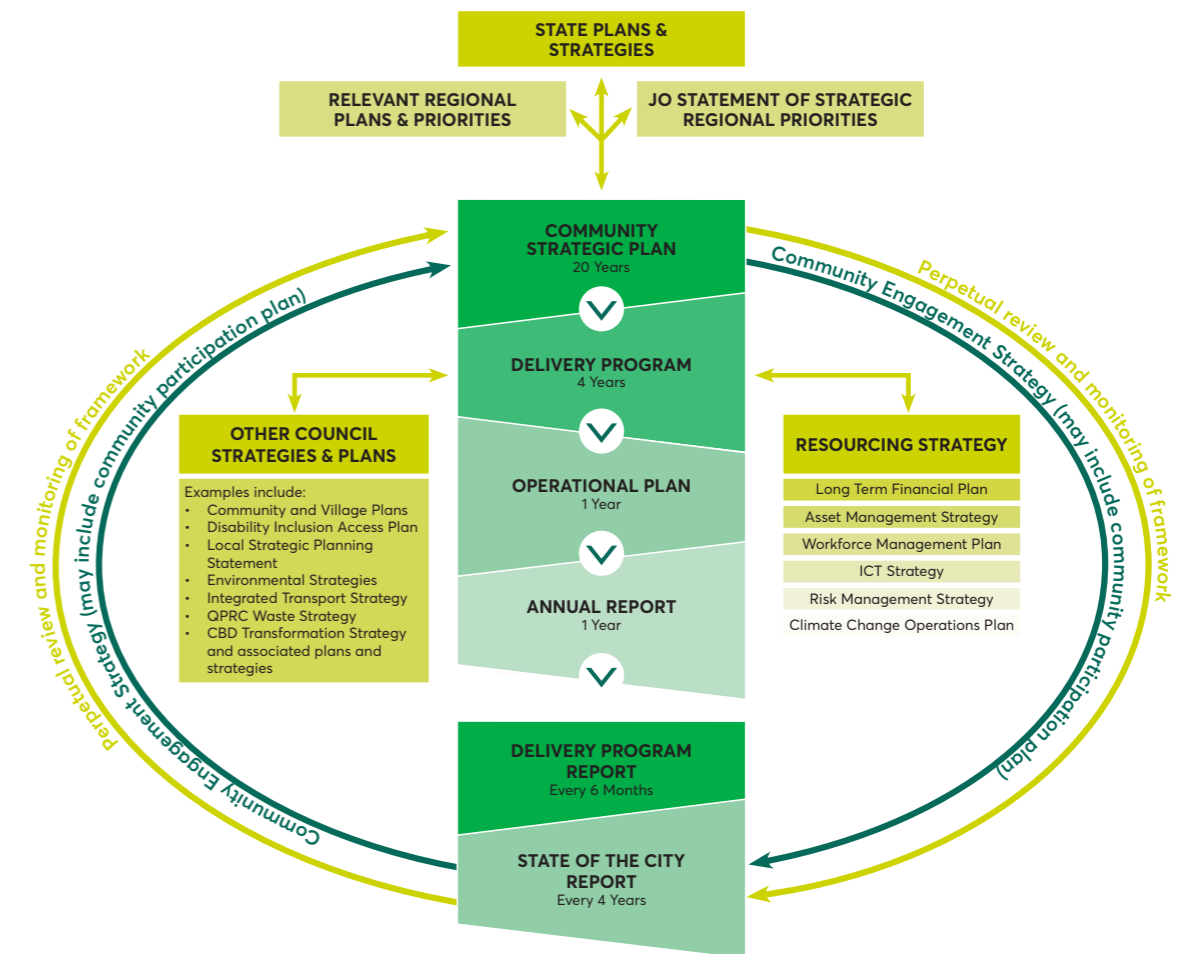 STATE PLANS &
STRATEGIES
RELEVANT REGIONAL
PLANS & PRIORITIES
JO STATEMENT OF STRATEGIC
REGIONAL PRIORITIES
COMMUNITY
STRATEGIC PLAN
20 Years
DELIVERY PROGRAM
4 Years
OPERATIONAL PLAN
1 Year
ANNUAL REPORT
1 Year
DELIVERY PROGRAM
REPORT
Every 6 Months
STATE OF THE CITY
REPORT
Every 4 Years
OTHER COUNCIL
STRATEGIES & PLANS
Examples include:
• Community and Village Plans
• Disability Inclusion Access Plan
• Local Strategic Planning
Statement
• Environmental Strategies
• Integrated Transport Strategy
• QPRC Waste Strategy
• CBD Transformation Strategy
and associated plans and
strategies
RESOURCING STRATEGY
Long Term Financial Plan
Asset Management Strategy
Workforce Management Plan
ICT Strategy
Risk Management Strategy
Climate Change Operations Plan
Perpetual review and monitoring of framework
Community Engagement Strategy (may include community participation plan)
Perpetual review and monitoring of framework
Community Engagement Strategy (may include community participation plan)